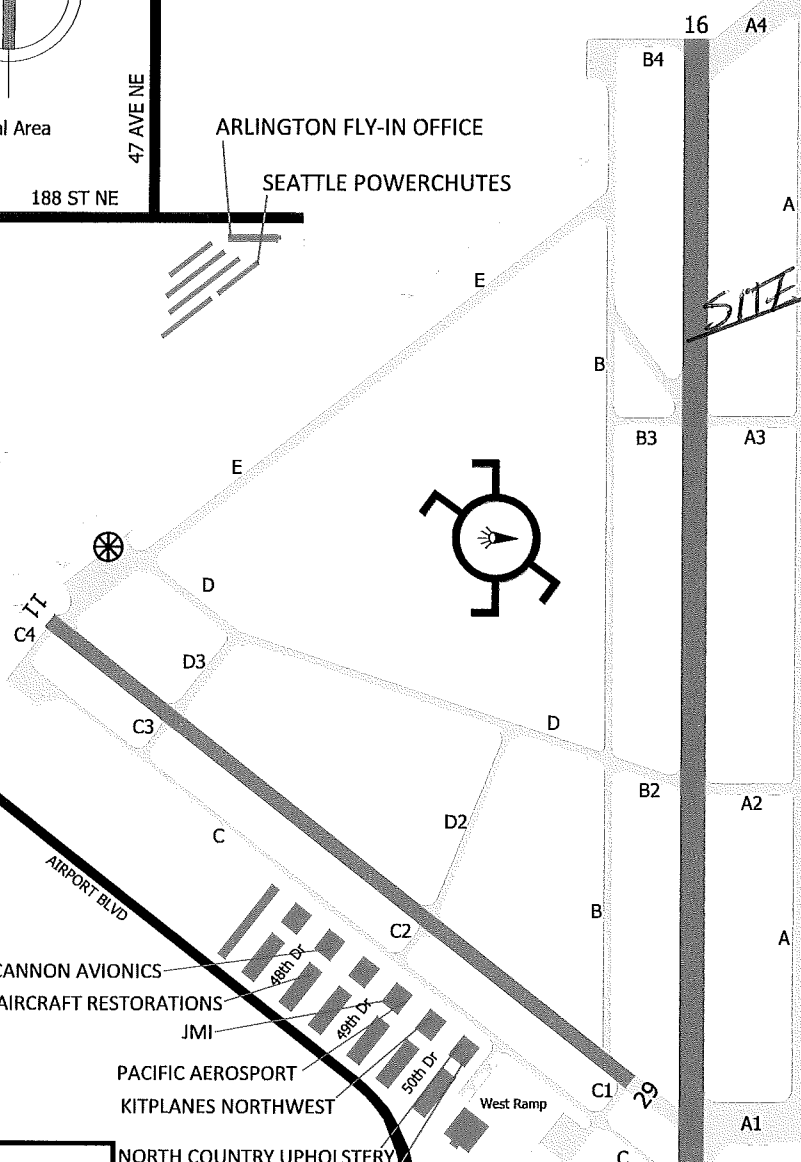 16
A4
B4
al Area
47 AVE NE
ARLINGTON FLY-IN OFFICE
SEATTLE POWERCHUTES
188 ST NE
A
E
SITE
B
B3
A3
E
D
11
C4
D3
C3
D
B2
A2
D2
C
AIRPORT BLVD
B
C2
A
48th Dr
CANNON AVIONICS
AIRCRAFT RESTORATIONS
49th Dr
JMI
PACIFIC AEROSPORT
50th Dr
KITPLANES NORTHWEST
C1
29
West Ramp
A1
NORTH COUNTRY UPHOLSTERY
C